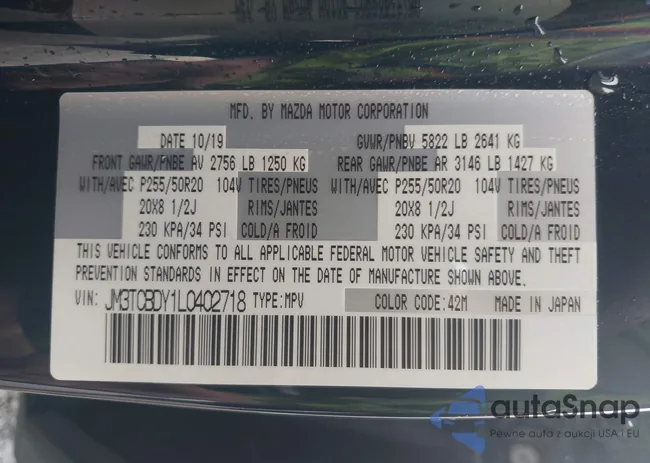 MFD. BY MAZDA MOTOR CORPORATION
DATE 10/19 GVWR/PNBV 5822 LB 2641 KG
FRONT GAWR/PNBE AV 2756 LB 1250 KG REAR GAWR/PNBE AR 3146 LB 1427 KG
WITH/AVEC P255/50R20 104V TIRES/PNEUS WITH/AVEC P255/50R20 104V TIRES/PNEUS
20X8 1/2J RIMS/JANTES 20X8 1/2J RIMS/JANTES
230 KPA/34 PSI COLD/A FROID 230 KPA/34 PSI COLD/A FROID
THIS VEHICLE CONFORMS TO ALL APPLICABLE FEDERAL MOTOR VEHICLE SAFETY AND THEFT
PREVENTION STANDARDS IN EFFECT ON THE DATE OF MANUFACTURE SHOWN ABOVE.
VIN: JM3TCBDY1L0402718 TYPE:MPV COLOR CODE:42M MADE IN JAPAN
autoSnap
Pewne auta z aukcji USA i EU